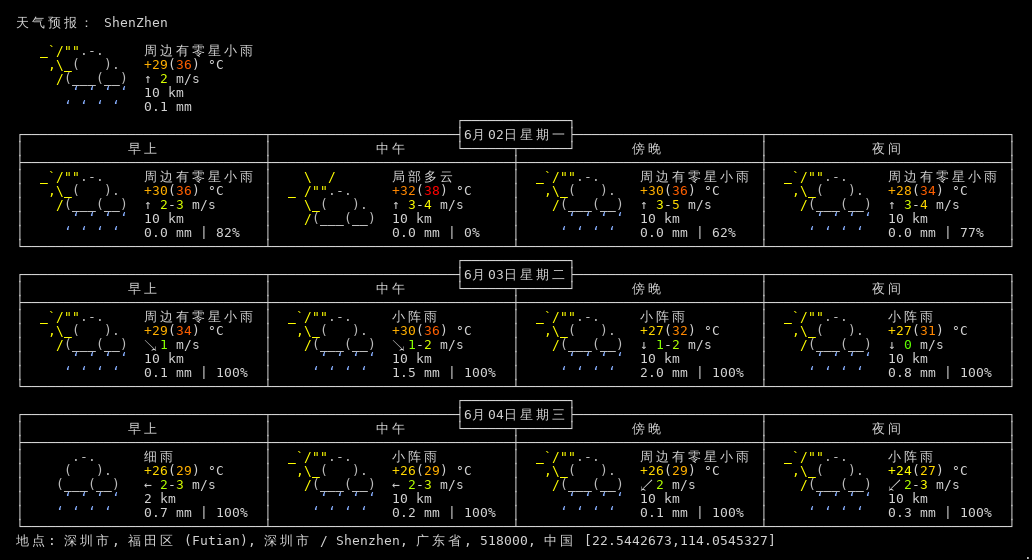 天气预报： ShenZhen
周边有零星小雨
+29(36) °C
↑ 2 m/s
10 km
0.1 mm
6月02日星期一
早上 中午 傍晚 夜间
周边有零星小雨 局部多云 周边有零星小雨 周边有零星小雨
+30(36) °C +32(38) °C +30(36) °C +28(34) °C
↑ 2-3 m/s ↑ 3-4 m/s ↑ 3-5 m/s ↑ 3-4 m/s
10 km 10 km 10 km 10 km
0.0 mm | 82% 0.0 mm | 0% 0.0 mm | 62% 0.0 mm | 77%
6月03日星期二
早上 中午 傍晚 夜间
周边有零星小雨 小阵雨 小阵雨 小阵雨
+29(34) °C +30(36) °C +27(32) °C +27(31) °C
↘ 1 m/s ↘ 1-2 m/s ↓ 1-2 m/s ↓ 0 m/s
10 km 10 km 10 km 10 km
0.1 mm | 100% 1.5 mm | 100% 2.0 mm | 100% 0.8 mm | 100%
6月04日星期三
早上 中午 傍晚 夜间
细雨 小阵雨 周边有零星小雨 小阵雨
+26(29) °C +26(29) °C +26(29) °C +24(27) °C
← 2-3 m/s ← 2-3 m/s ↙ 2 m/s ↙ 2-3 m/s
2 km 10 km 10 km 10 km
0.7 mm | 100% 0.2 mm | 100% 0.1 mm | 100% 0.3 mm | 100%
地点: 深圳市, 福田区 (Futian), 深圳市 / Shenzhen, 广东省, 518000, 中国 [22.5442673,114.0545327]